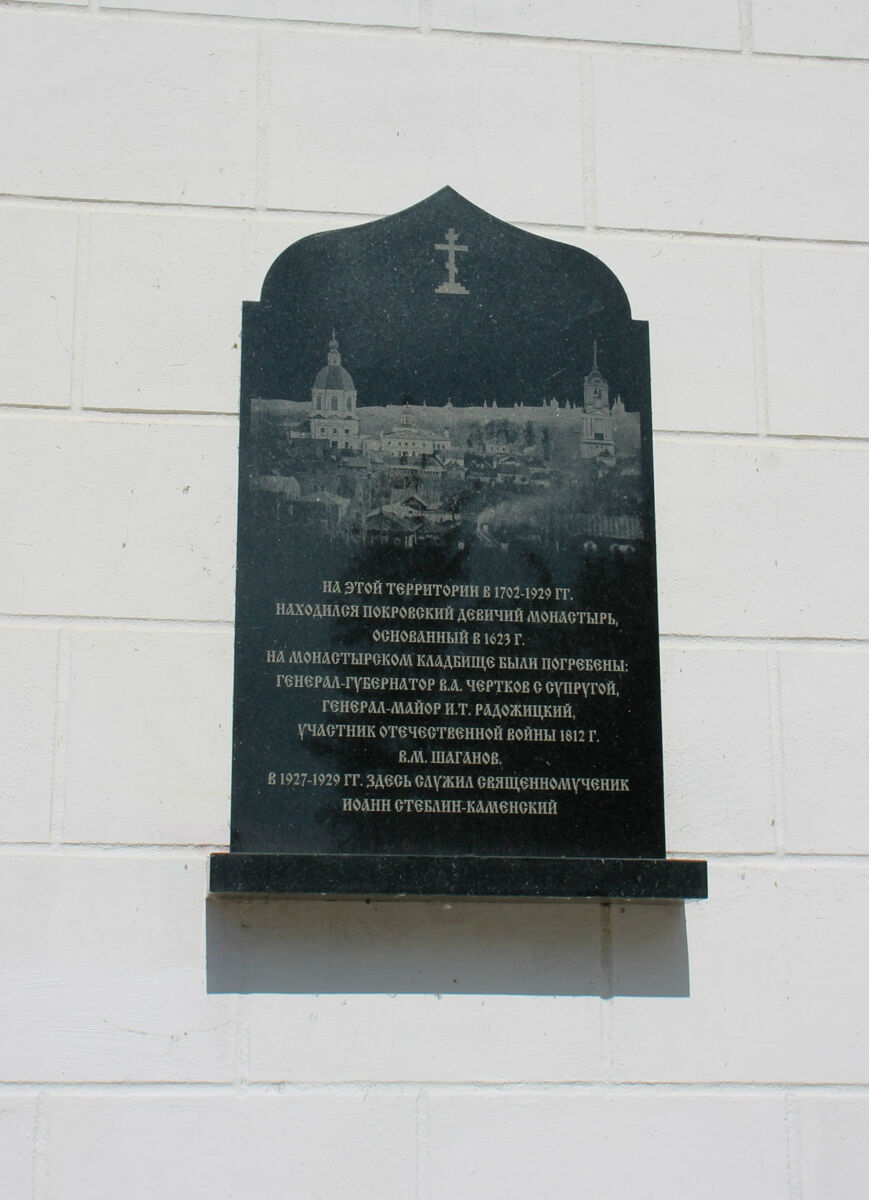 НА ЭТОЙ ТЕРРИТОРИИ В 1702-1929 ГГ.
НАХОДИЛСЯ ПОКРОВСКИЙ ДЕВИЧИЙ МОНАСТЫРЬ,
ОСНОВАННЫЙ В 1623 Г.
НА МОНАСТЫРСКОМ КЛАДБИЩЕ БЫЛИ ПОГРЕБЕНЫ:
ГЕНЕРАЛ-ГУБЕРНАТОР В.А. ЧЕРТКОВ С СУПРУГОЙ,
ГЕНЕРАЛ-МАЙОР И.Т. РАДОЖИЦКИЙ,
УЧАСТНИК ОТЕЧЕСТВЕННОЙ ВОЙНЫ 1812 Г.
В.М. ШАГАНОВ.
В 1927-1929 ГГ. ЗДЕСЬ СЛУЖИЛ СВЯЩЕННОМУЧЕНИК
ИОАНН СТЕБЛИН-КАМЕНСКИЙ